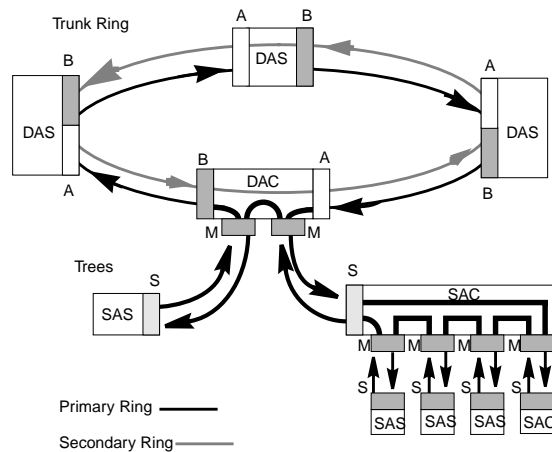 Trunk Ring
A B
DAS
B
DAS
A
A
DAS
B
B A
DAC
M M
Trees
S
SAS
S
SAC
M M M M
S S S S
SAS SAS SAS SAC
Primary Ring
Secondary Ring